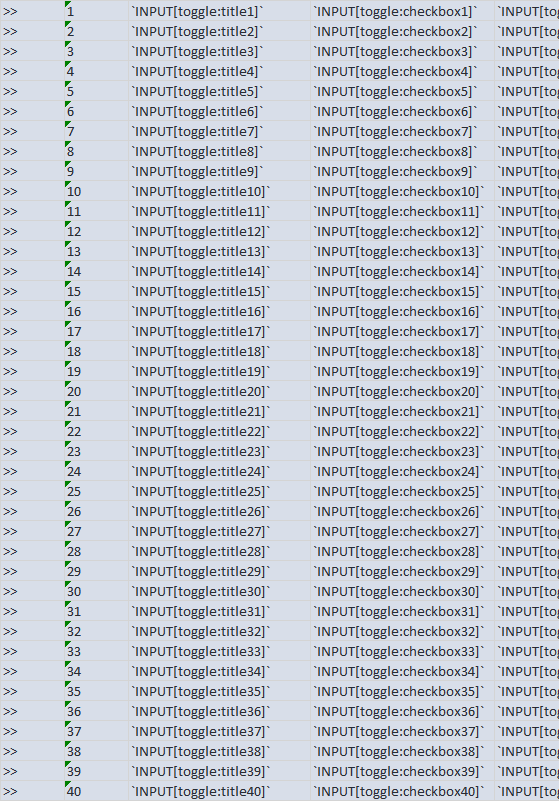 >> 1 `INPUT[toggle:title1]` `INPUT[toggle:checkbox1]` `INPUT[tog
>> 2 `INPUT[toggle:title2]` `INPUT[toggle:checkbox2]` `INPUT[tog
>> 3 `INPUT[toggle:title3]` `INPUT[toggle:checkbox3]` `INPUT[tog
>> 4 `INPUT[toggle:title4]` `INPUT[toggle:checkbox4]` `INPUT[tog
>> 5 `INPUT[toggle:title5]` `INPUT[toggle:checkbox5]` `INPUT[tog
>> 6 `INPUT[toggle:title6]` `INPUT[toggle:checkbox6]` `INPUT[tog
>> 7 `INPUT[toggle:title7]` `INPUT[toggle:checkbox7]` `INPUT[tog
>> 8 `INPUT[toggle:title8]` `INPUT[toggle:checkbox8]` `INPUT[tog
>> 9 `INPUT[toggle:title9]` `INPUT[toggle:checkbox9]` `INPUT[tog
>> 10 `INPUT[toggle:title10]` `INPUT[toggle:checkbox10]` `INPUT[tog
>> 11 `INPUT[toggle:title11]` `INPUT[toggle:checkbox11]` `INPUT[tog
>> 12 `INPUT[toggle:title12]` `INPUT[toggle:checkbox12]` `INPUT[tog
>> 13 `INPUT[toggle:title13]` `INPUT[toggle:checkbox13]` `INPUT[tog
>> 14 `INPUT[toggle:title14]` `INPUT[toggle:checkbox14]` `INPUT[tog
>> 15 `INPUT[toggle:title15]` `INPUT[toggle:checkbox15]` `INPUT[tog
>> 16 `INPUT[toggle:title16]` `INPUT[toggle:checkbox16]` `INPUT[tog
>> 17 `INPUT[toggle:title17]` `INPUT[toggle:checkbox17]` `INPUT[tog
>> 18 `INPUT[toggle:title18]` `INPUT[toggle:checkbox18]` `INPUT[tog
>> 19 `INPUT[toggle:title19]` `INPUT[toggle:checkbox19]` `INPUT[tog
>> 20 `INPUT[toggle:title20]` `INPUT[toggle:checkbox20]` `INPUT[tog
>> 21 `INPUT[toggle:title21]` `INPUT[toggle:checkbox21]` `INPUT[tog
>> 22 `INPUT[toggle:title22]` `INPUT[toggle:checkbox22]` `INPUT[tog
>> 23 `INPUT[toggle:title23]` `INPUT[toggle:checkbox23]` `INPUT[tog
>> 24 `INPUT[toggle:title24]` `INPUT[toggle:checkbox24]` `INPUT[tog
>> 25 `INPUT[toggle:title25]` `INPUT[toggle:checkbox25]` `INPUT[tog
>> 26 `INPUT[toggle:title26]` `INPUT[toggle:checkbox26]` `INPUT[tog
>> 27 `INPUT[toggle:title27]` `INPUT[toggle:checkbox27]` `INPUT[tog
>> 28 `INPUT[toggle:title28]` `INPUT[toggle:checkbox28]` `INPUT[tog
>> 29 `INPUT[toggle:title29]` `INPUT[toggle:checkbox29]` `INPUT[tog
>> 30 `INPUT[toggle:title30]` `INPUT[toggle:checkbox30]` `INPUT[tog
>> 31 `INPUT[toggle:title31]` `INPUT[toggle:checkbox31]` `INPUT[tog
>> 32 `INPUT[toggle:title32]` `INPUT[toggle:checkbox32]` `INPUT[tog
>> 33 `INPUT[toggle:title33]` `INPUT[toggle:checkbox33]` `INPUT[tog
>> 34 `INPUT[toggle:title34]` `INPUT[toggle:checkbox34]` `INPUT[tog
>> 35 `INPUT[toggle:title35]` `INPUT[toggle:checkbox35]` `INPUT[tog
>> 36 `INPUT[toggle:title36]` `INPUT[toggle:checkbox36]` `INPUT[tog
>> 37 `INPUT[toggle:title37]` `INPUT[toggle:checkbox37]` `INPUT[tog
>> 38 `INPUT[toggle:title38]` `INPUT[toggle:checkbox38]` `INPUT[tog
>> 39 `INPUT[toggle:title39]` `INPUT[toggle:checkbox39]` `INPUT[tog
>> 40 `INPUT[toggle:title40]` `INPUT[toggle:checkbox40]` `INPUT[tog